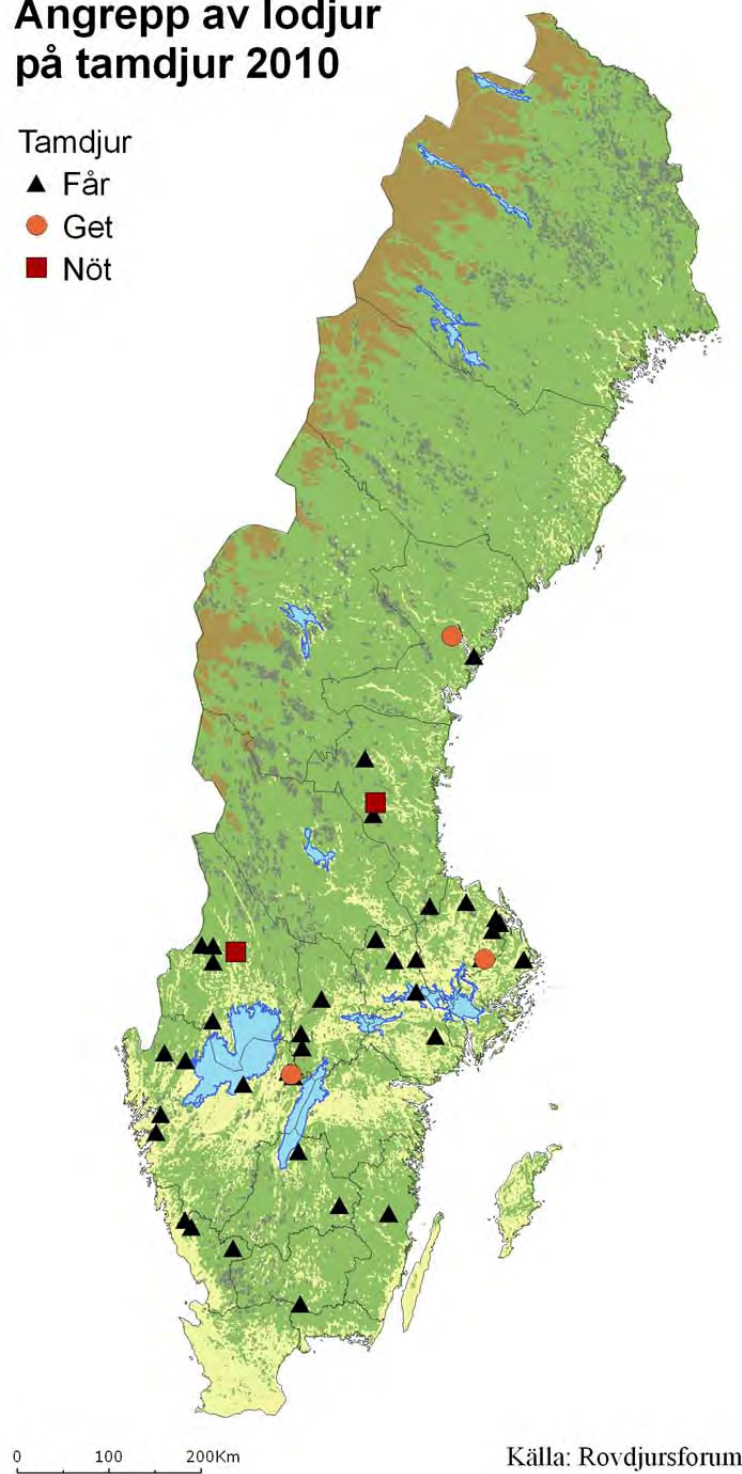 Angrepp av lodjur
på tamdjur 2010
Tamdjur
Får
Get
Nöt
0 100 200Km
Källa: Rovdjursforum